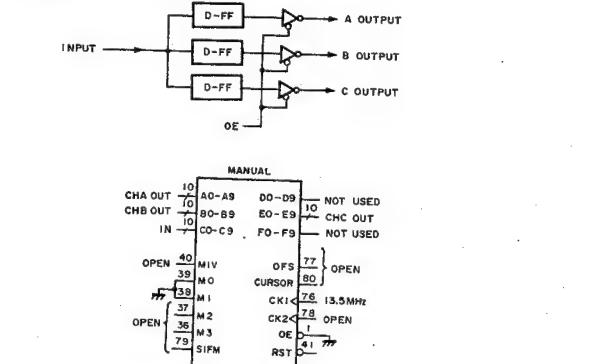 D-FF
A OUTPUT
INPUT
D-FF
B OUTPUT
D-FF
C OUTPUT
OE
MANUAL
CHA OUT 10 A0-A9 D0-D9 NOT USED
CHB OUT 10 B0-B9 E0-E9 10 CHC OUT
IN 10 C0-C9 F0-F9 NOT USED
OPEN 40 MIV
OFS 77 OPEN
39 M0 CURSOR 80
38 M1 CK1 76 13.5MHz
37 M2 CK2 78 OPEN
OPEN
36 M3 OE 1
79 SIFM RST 41